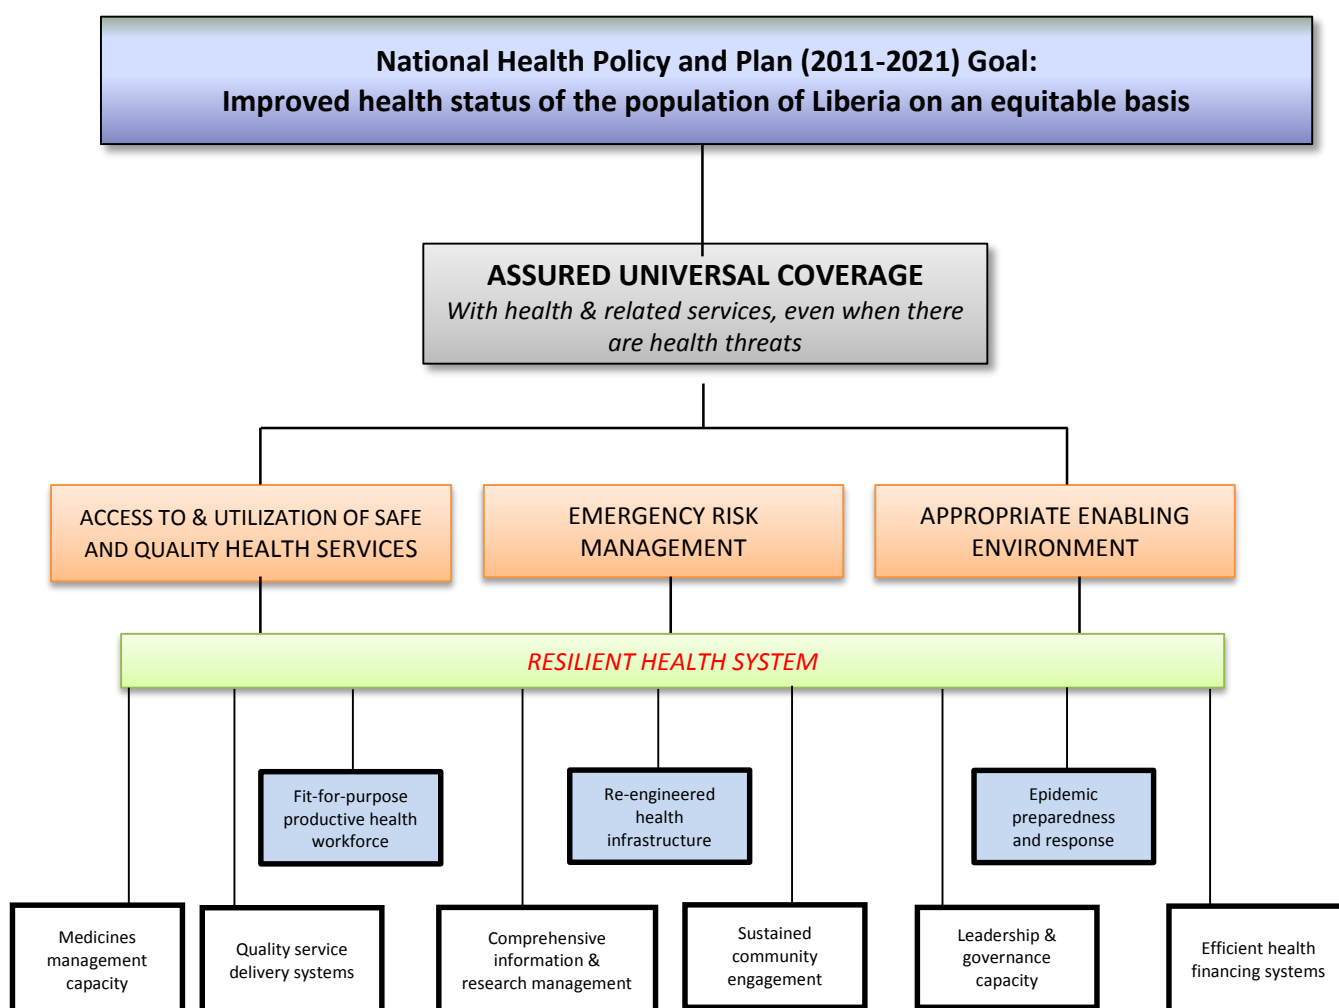 National Health Policy and Plan (2011-2021) Goal:
Improved health status of the population of Liberia on an equitable basis
ASSURED UNIVERSAL COVERAGE
With health & related services, even when there
are health threats
ACCESS TO & UTILIZATION OF SAFE
AND QUALITY HEALTH SERVICES
EMERGENCY RISK
MANAGEMENT
APPROPRIATE ENABLING
ENVIRONMENT
RESILIENT HEALTH SYSTEM
Fit-for-purpose
productive health
workforce
Re-engineered
health
infrastructure
Epidemic
preparedness
and response
Medicines
management
capacity
Quality service
delivery systems
Comprehensive
information &
research management
Sustained
community
engagement
Leadership &
governance
capacity
Efficient health
financing systems